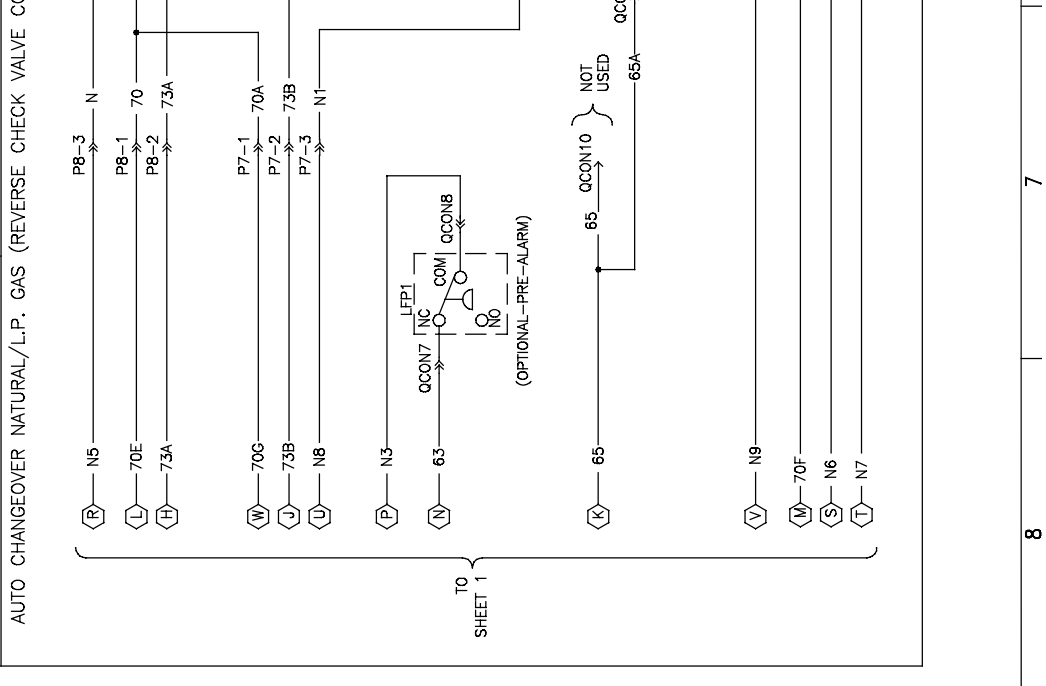 AUTO CHANGEOVER NATURAL/L.P. GAS (REVERSE CHECK VALVE CO
P8-3
N
P8-1
70
P8-2
73A
P7-1
70A
P7-2
73B
P7-3
N1
QCON8
LFP1
NC
COM
NO
QCON7
(OPTIONAL-PRE-ALARM)
QCON10
NOT
USED
65
65A
QCO
7
N5
70E
73A
70G
73B
N8
N3
63
65
N9
70F
N6
N7
R
L
H
W
J
U
P
N
K
V
M
S
T
TO
SHEET 1
8